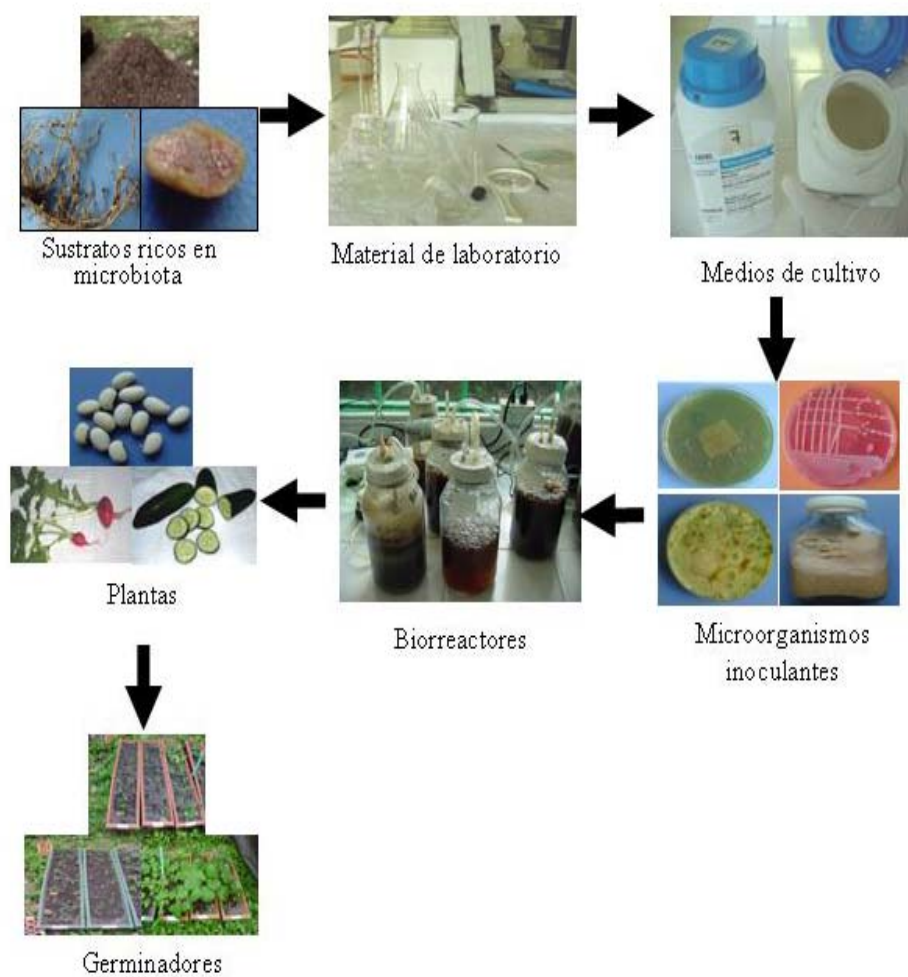 Sustratos ricos en
microbiota
Material de laboratorio
Medios de cultivo
Microorganismos
inoculantes
Biorreactores
Plantas
Germinadores